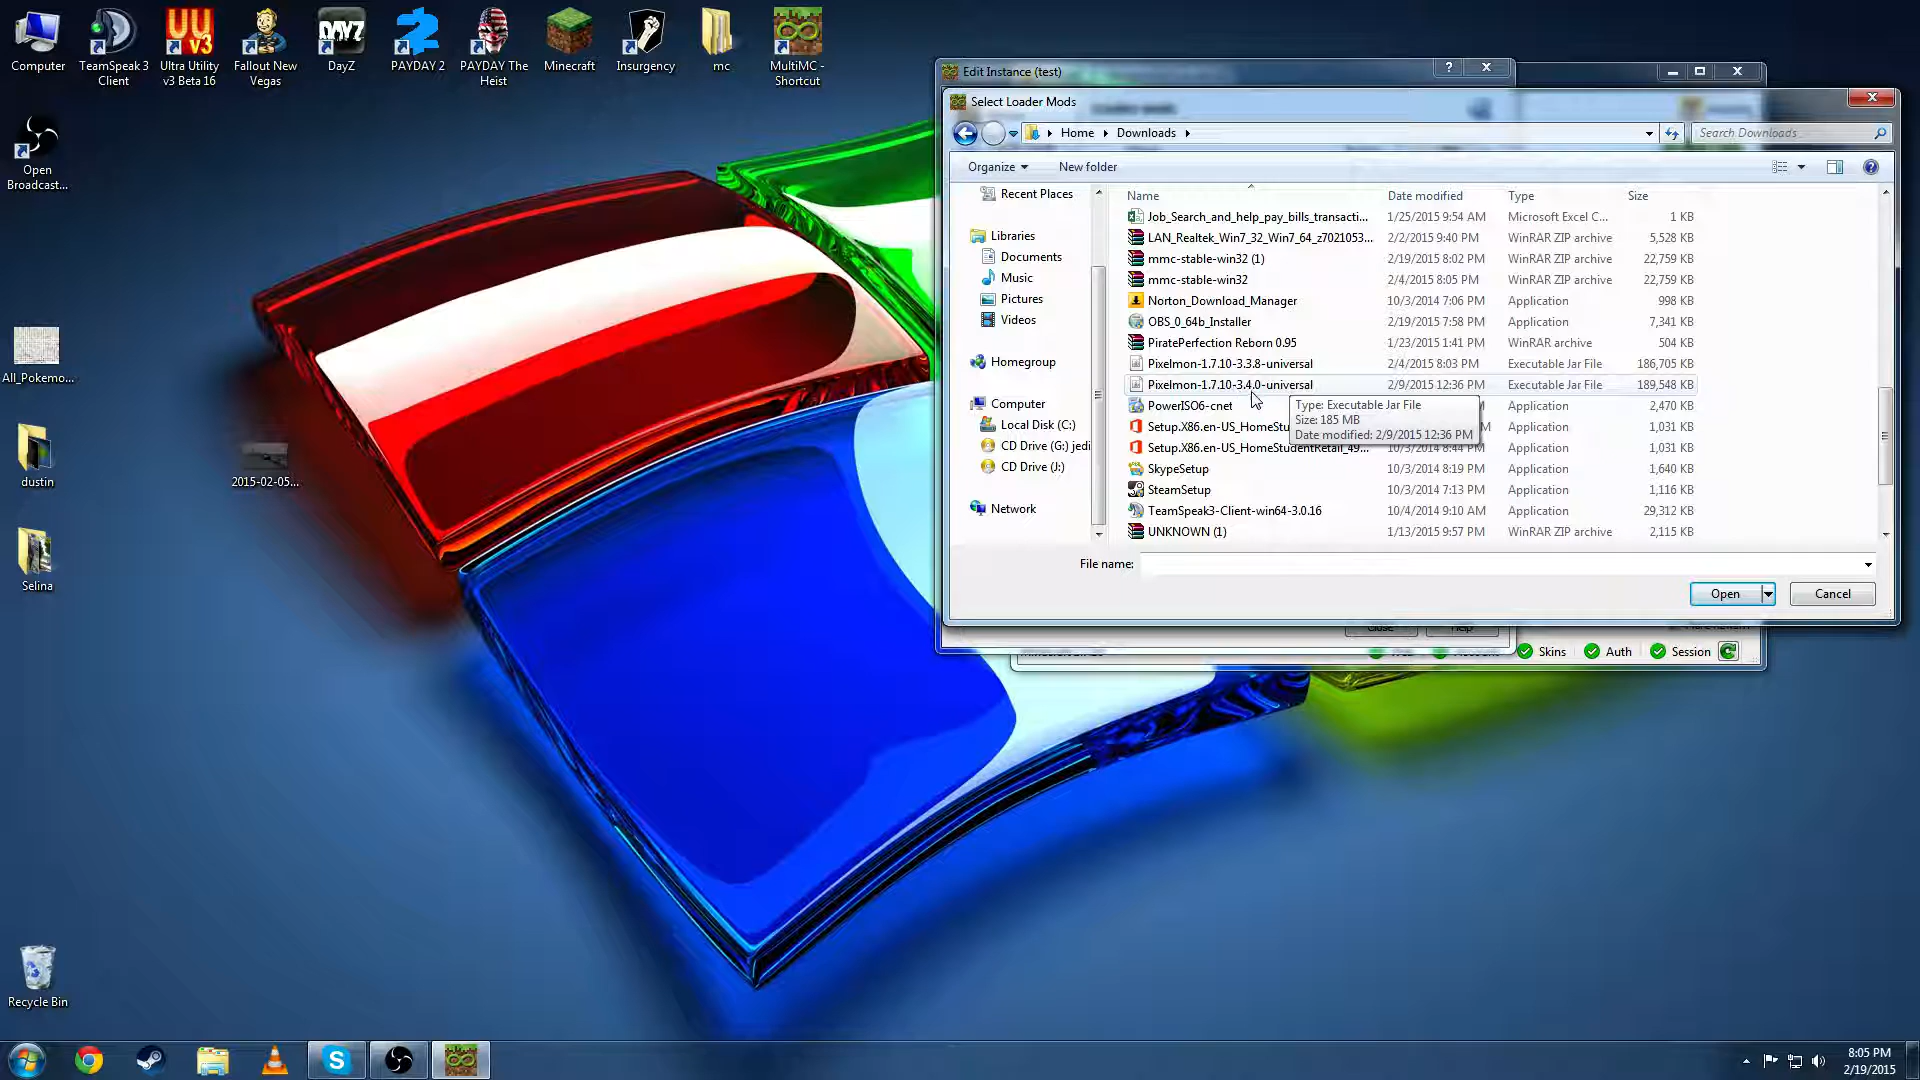 Computer
TeamSpeak 3
Client
Ultra Utility
v3 Beta 16
Fallout New
Vegas
DayZ
PAYDAY 2
PAYDAY The
Heist
Minecraft
Insurgency
mc
MultiMC -
Shortcut
Open
Broadcast...
All_Pokemo...
dustin
2015-02-05...
Selina
Recycle Bin
Edit Instance (test)
Select Loader Mods
Home
Downloads
Search Downloads
Organize
New folder
Recent Places
Libraries
Documents
Music
Pictures
Videos
Homegroup
Computer
Local Disk (C:)
CD Drive (G:) jedi
CD Drive (J:)
Network
Name Date modified Type Size
Job_Search_and_help_pay_bills_transacti... 1/25/2015 9:54 AM Microsoft Excel C... 1 KB
LAN_Realtek_Win7_32_Win7_64_z7021053... 2/2/2015 9:40 PM WinRAR ZIP archive 5,528 KB
mmc-stable-win32 (1) 2/19/2015 8:02 PM WinRAR ZIP archive 22,759 KB
mmc-stable-win32 2/4/2015 8:05 PM WinRAR ZIP archive 22,759 KB
Norton_Download_Manager 10/3/2014 7:06 PM Application 998 KB
OBS_0_64b_Installer 2/19/2015 7:58 PM Application 7,341 KB
PiratePerfection Reborn 0.95 1/23/2015 1:41 PM WinRAR archive 504 KB
Pixelmon-1.7.10-3.3.8-universal 2/4/2015 8:03 PM Executable Jar File 186,705 KB
Pixelmon-1.7.10-3.4.0-universal 2/9/2015 12:36 PM Executable Jar File 189,548 KB
PowerISO6-cnet Application 2,470 KB
Setup.X86.en-US_HomeStu Application 1,031 KB
Setup.X86.en-US_HomeStudentRetail_49... 10/3/2014 8:44 PM Application 1,031 KB
SkypeSetup 10/3/2014 8:19 PM Application 1,640 KB
SteamSetup 10/3/2014 7:13 PM Application 1,116 KB
TeamSpeak3-Client-win64-3.0.16 10/4/2014 9:10 AM Application 29,312 KB
UNKNOWN (1) 1/13/2015 9:57 PM WinRAR ZIP archive 2,115 KB
Type: Executable Jar File
Size: 185 MB
Date modified: 2/9/2015 12:36 PM
File name:
Open
Cancel
Skins
Auth
Session
8:05 PM
2/19/2015